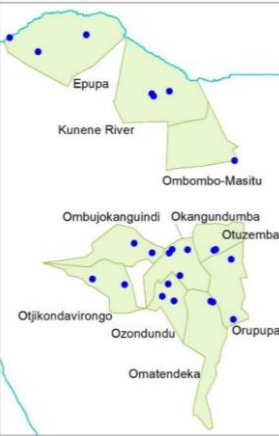 Epupa
Kunene River
Ombombo-Masitu
Ombujokanguindi Okangundumba
Otuzemba
Otjikondavirongo
Ozondundu
Orupupa
Omatendeka